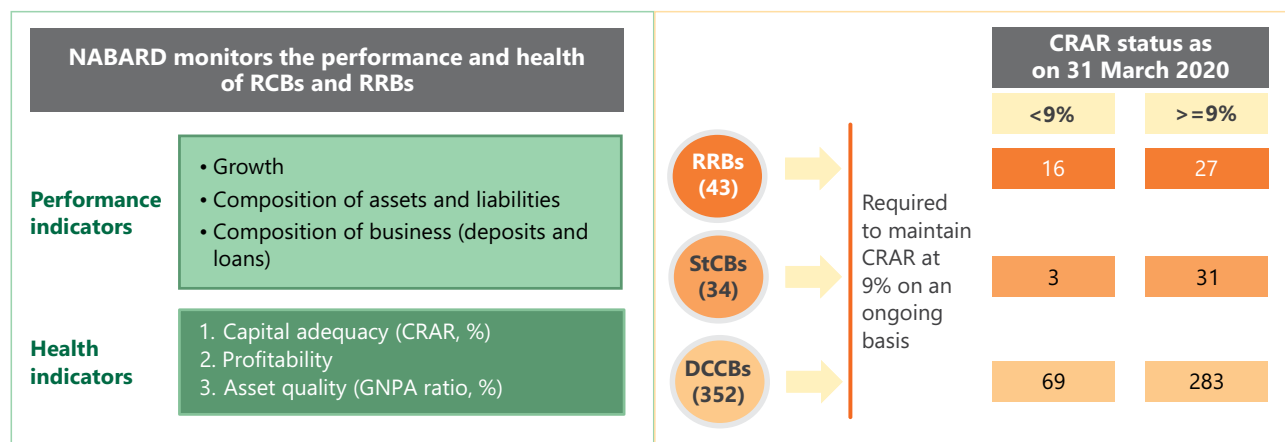 NABARD monitors the performance and health
of RCBs and RRBs
Performance
indicators
• Growth
• Composition of assets and liabilities
• Composition of business (deposits and
loans)
Health
indicators
1. Capital adequacy (CRAR, %)
2. Profitability
3. Asset quality (GNPA ratio, %)
RRBs
(43)
StCBs
(34)
DCCBs
(352)
Required
to maintain
CRAR at
9% on an
ongoing
basis
CRAR status as
on 31 March 2020
<9% >=9%
16 27
3 31
69 283